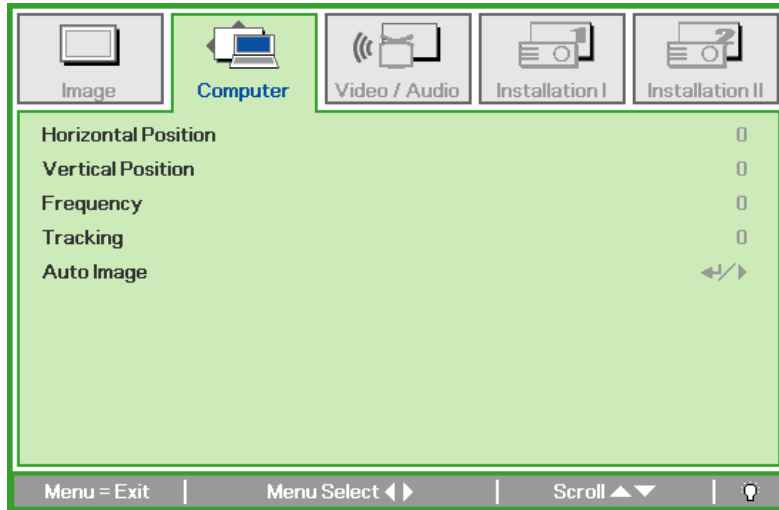 Image Computer Video / Audio Installation I Installation II
Horizontal Position 0
Vertical Position 0
Frequency 0
Tracking 0
Auto Image
Menu = Exit Menu Select Scroll